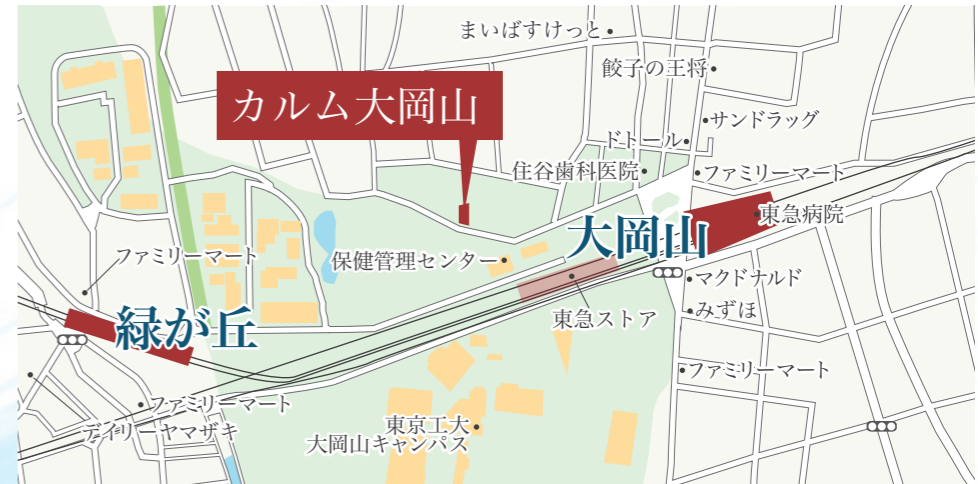 まいばすけっと
餃子の王将
カルム大岡山
サンドラッグ
ドトール
住谷歯科医院
ファミリーマート
東急病院
大岡山
ファミリーマート
保健管理センター
マクドナルド
みずほ
東急ストア
緑が丘
ファミリーマート
ファミリーマート
デイリーヤマザキ
東京工大
大岡山キャンパス